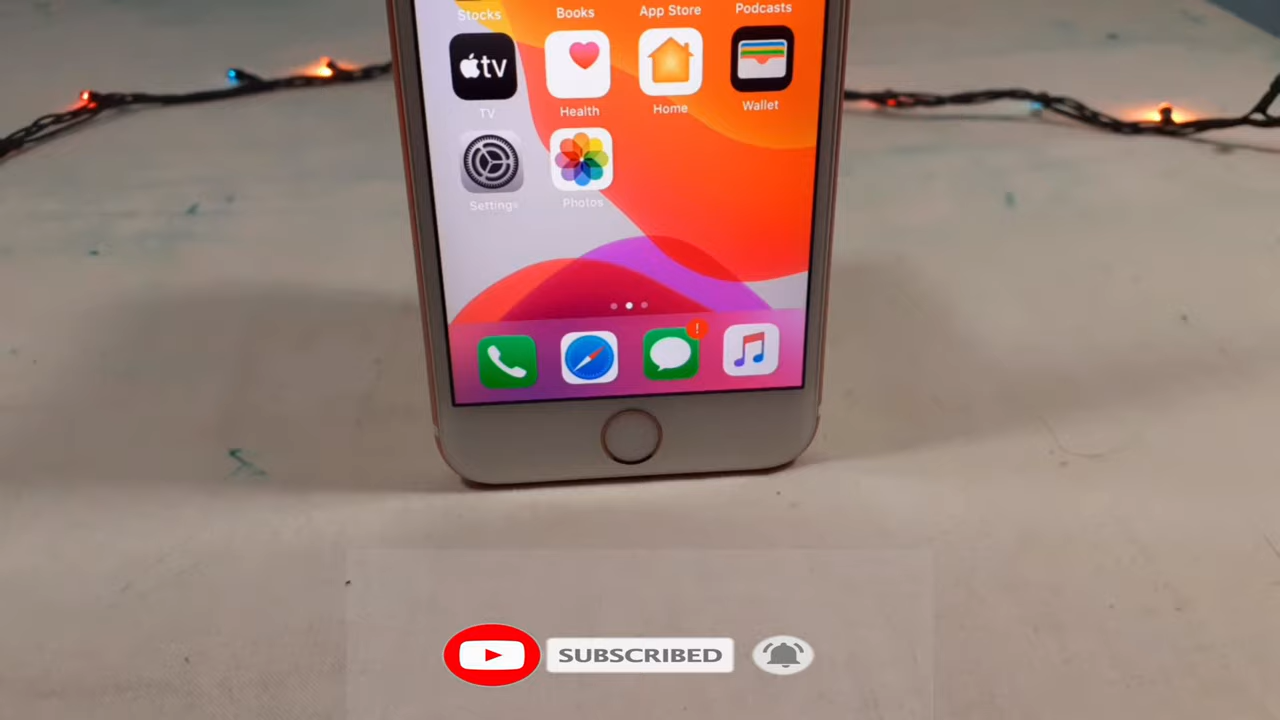 Stocks Books App Store Podcasts
tv
TV Health Home Wallet
Settings Photos
!
SUBSCRIBED